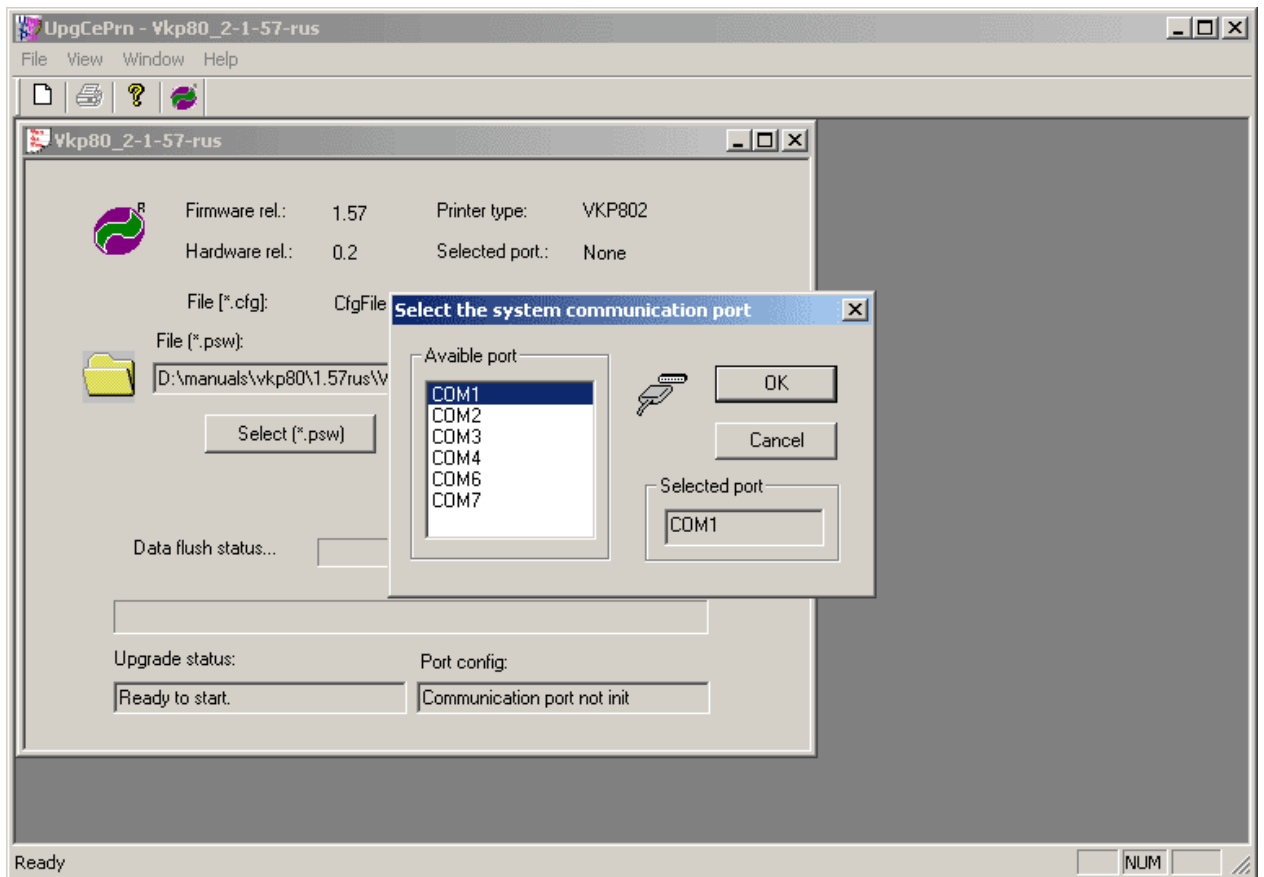 UpgCePrn - Vkp80_2-1-57-rus
File View Window Help
Vkp80_2-1-57-rus
R
Firmware rel.: 1.57 Printer type: VKP802
Hardware rel.: 0.2 Selected port.: None
File [*.cfg]: CfgFile
File (*.psw):
D:\manuals\vkp80\1.57rus\V
Select (*.psw)
Data flush status...
Upgrade status:
Ready to start.
Port config:
Communication port not init
Select the system communication port
Avaible port
COM1
COM2
COM3
COM4
COM6
COM7
OK
Cancel
Selected port
COM1
Ready
NUM